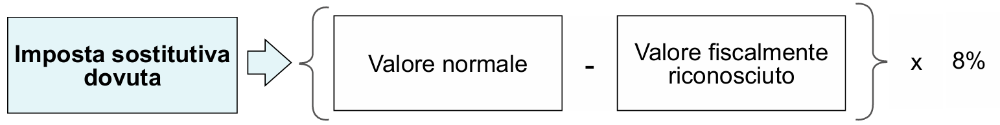 Imposta sostitutiva
dovuta
Valore normale
-
Valore fiscalmente
riconosciuto
x
8%